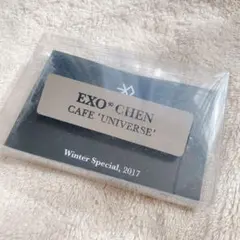 EXO* CHEN
CAFE 'UNIVERSE'
Winter Special, 2017